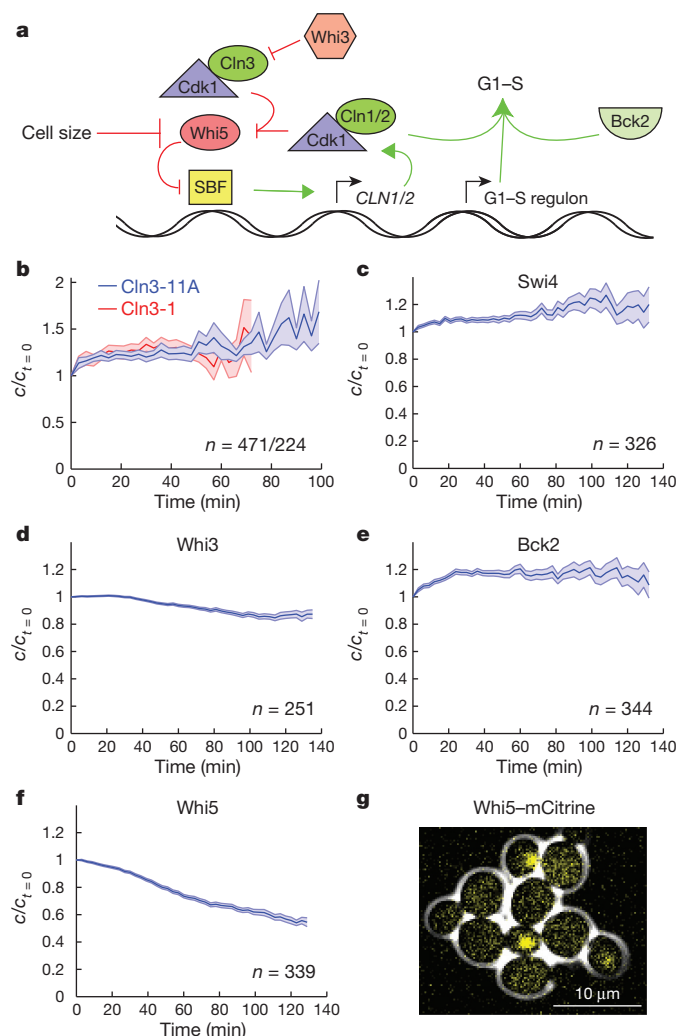 a
Whi3
Cln3
Cdk1
G1–S
Cln1/2
Cell size
Whi5
Cdk1
Bck2
SBF
CLN1/2
G1–S regulon
b
Cln3-11A
Cln3-1
2
1.5
1
0.5
0
c/c t = 0
n = 471/224
0 20 40 60 80 100
Time (min)
c
Swi4
1.2
1
0.8
0.6
0.4
0.2
0
c/c t = 0
n = 326
0 20 40 60 80 100 120 140
Time (min)
d
Whi3
1.2
1
0.8
0.6
0.4
0.2
0
c/c t = 0
n = 251
0 20 40 60 80 100 120 140
Time (min)
e
Bck2
1.2
1
0.8
0.6
0.4
0.2
0
c/c t = 0
n = 344
0 20 40 60 80 100 120 140
Time (min)
f
Whi5
1.2
1
0.8
0.6
0.4
0.2
0
c/c t = 0
n = 339
0 20 40 60 80 100 120 140
Time (min)
g
Whi5–mCitrine
10 μm